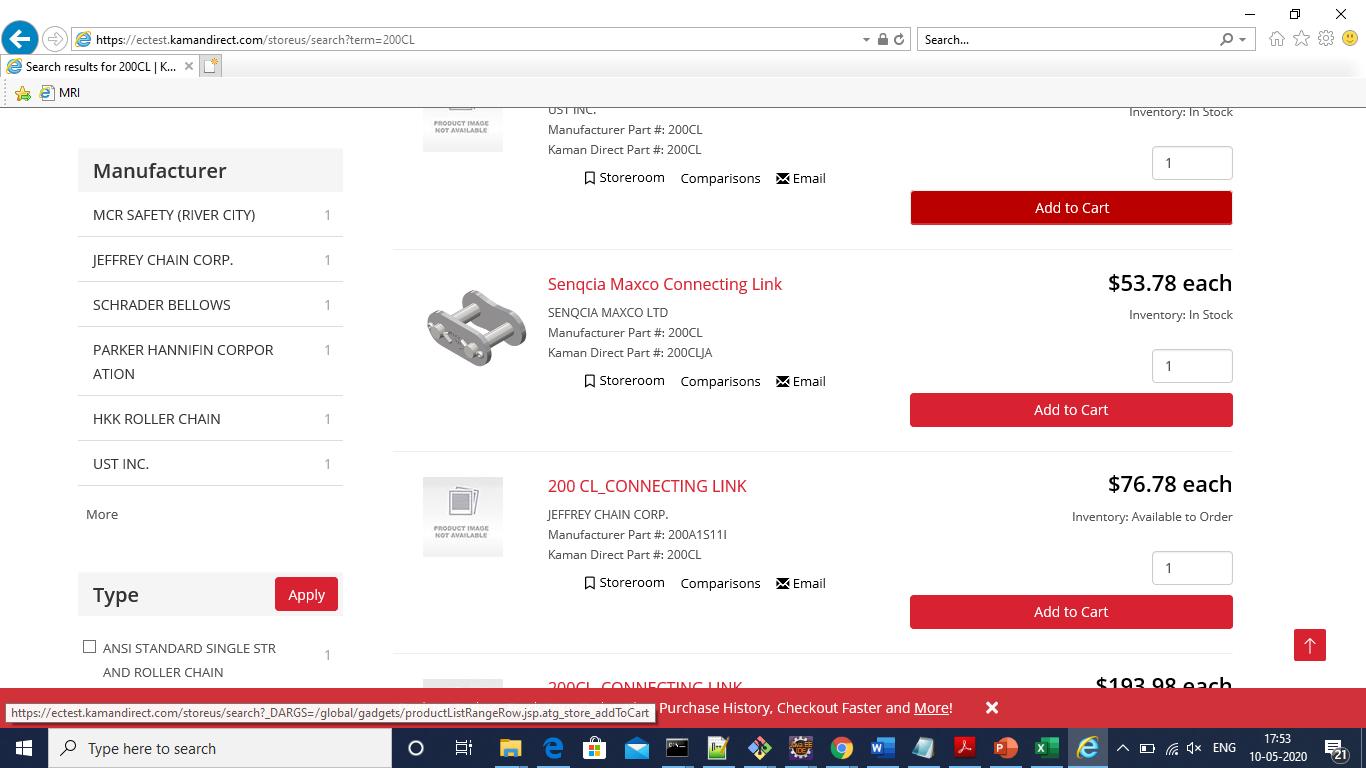 https://ectest.kamandirect.com/storeus/search?term=200CL
Search...
Search results for 200CL | K...
MRI
Manufacturer
MCR SAFETY (RIVER CITY) 1
JEFFREY CHAIN CORP. 1
SCHRADER BELLOWS 1
PARKER HANNIFIN CORPOR 1
ATION
HKK ROLLER CHAIN 1
UST INC. 1
More
Type
Apply
ANSI STANDARD SINGLE STR 1
AND ROLLER CHAIN
PRODUCT IMAGE
NOT AVAILABLE
UST INC.
Manufacturer Part #: 200CL
Kaman Direct Part #: 200CL
Storeroom Comparisons Email
Inventory: In Stock
1
Add to Cart
Senqcia Maxco Connecting Link
SENQCIA MAXCO LTD
Manufacturer Part #: 200CL
Kaman Direct Part #: 200CLJA
Storeroom Comparisons Email
$53.78 each
Inventory: In Stock
1
Add to Cart
PRODUCT IMAGE
NOT AVAILABLE
200 CL_CONNECTING LINK
JEFFREY CHAIN CORP.
Manufacturer Part #: 200A1S11I
Kaman Direct Part #: 200CL
Storeroom Comparisons Email
$76.78 each
Inventory: Available to Order
1
Add to Cart
200CL_CONNECTING LINK
$193.98 each
Purchase History, Checkout Faster and More!
https://ectest.kamandirect.com/storeus/search?_DARGS=/global/gadgets/productListRangeRow.jsp.atg_store_addToCart
Type here to search
ENG
17:53
10-05-2020
21